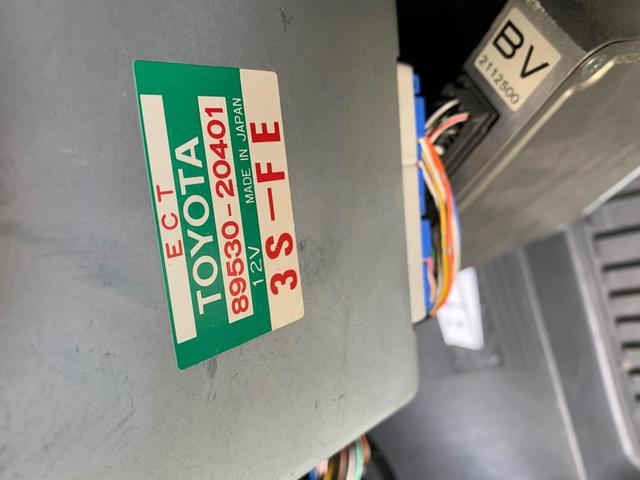 ECT
TOYOTA
89530-20401
12V MADE IN JAPAN
3S-FE
BV
2112500